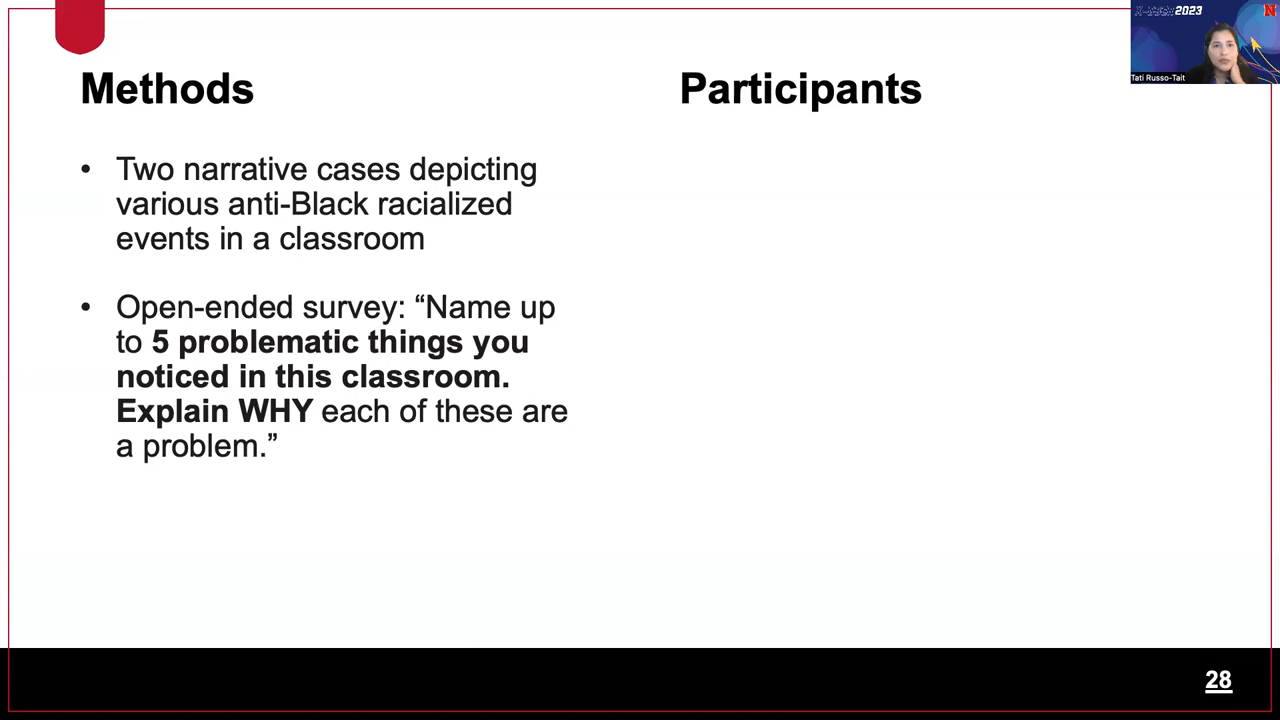 Methods
• Two narrative cases depicting
various anti-Black racialized
events in a classroom
• Open-ended survey: “Name up
to 5 problematic things you
noticed in this classroom.
Explain WHY each of these are
a problem.”
Participants
2023
N
Tati Russo-Tait
28